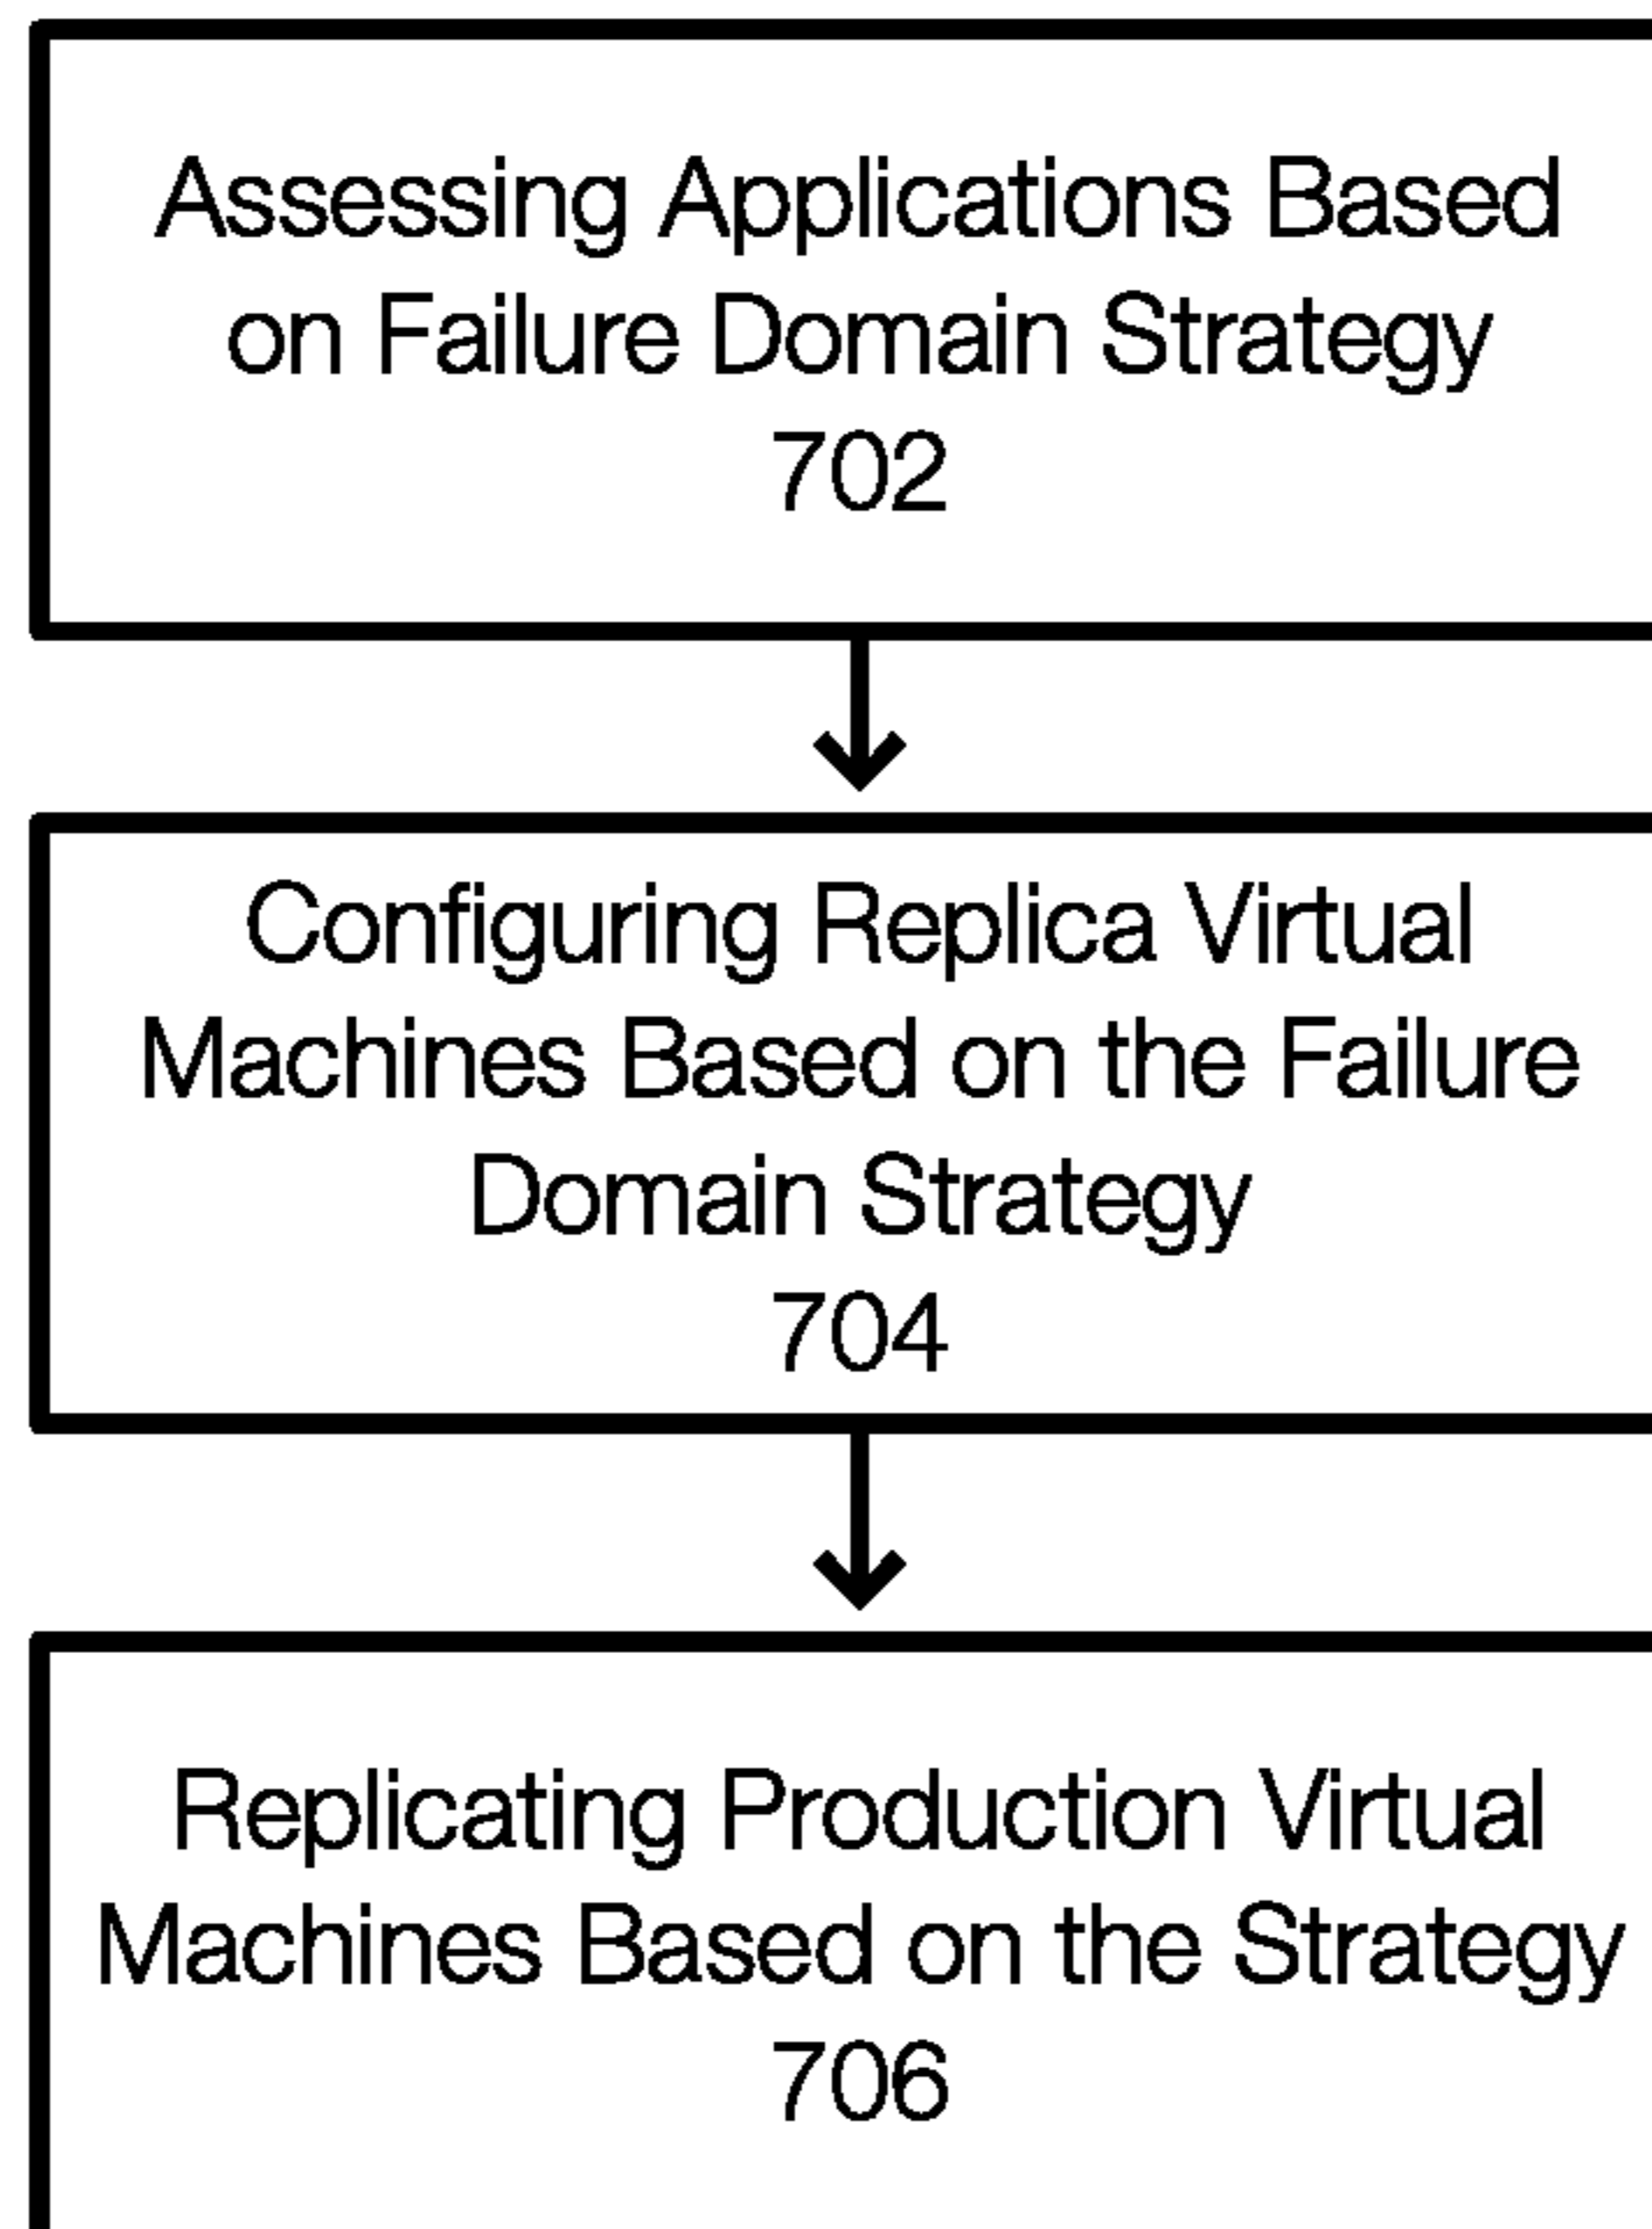 Assessing Applications Based
on Failure Domain Strategy
702
Configuring Replica Virtual
Machines Based on the Failure
Domain Strategy
704
Replicating Production Virtual
Machines Based on the Strategy
706